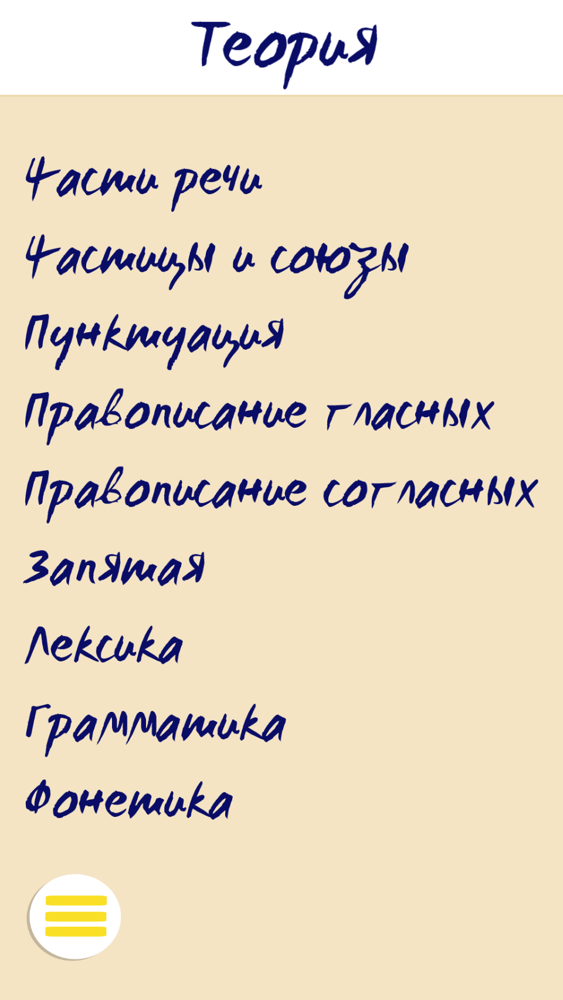 Теория
Части речи
Частицы и союзы
Пунктуация
Правописание гласных
Правописание согласных
Запятая
Лексика
Грамматика
Фонетика